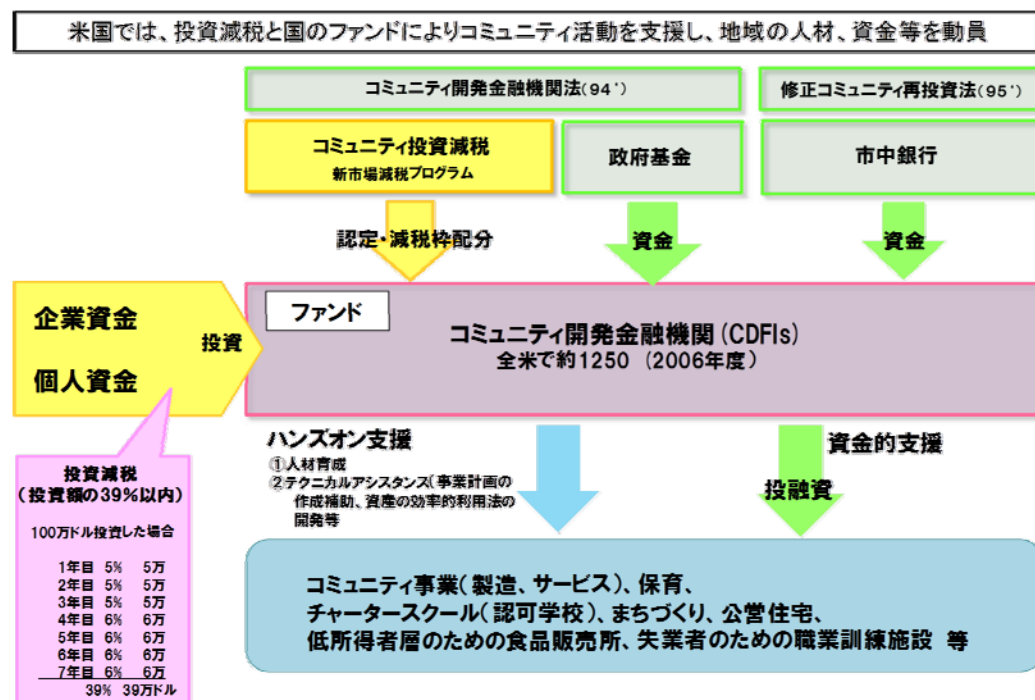 米国では、投資減税と国のファンドによりコミュニティ活動を支援し、地域の人材、資金等を動員
コミュニティ開発金融機関法(94')
修正コミュニティ再投資法(95')
コミュニティ投資減税
新市場減税プログラム
政府基金
市中銀行
認定・減税枠配分
資金
資金
企業資金
個人資金
投資
ファンド
コミュニティ開発金融機関(CDFIs)
全米で約1250 (2006年度)
ハンズオン支援
①人材育成
②テクニカルアシスタンス(事業計画の
作成補助、資産の効率的利用法の
開発等
資金的支援
投融資
投資減税
(投資額の39%以内)
100万ドル投資した場合
1年目 5% 5万
2年目 5% 5万
3年目 5% 5万
4年目 6% 6万
5年目 6% 6万
6年目 6% 6万
7年目 6% 6万
39% 39万ドル
コミュニティ事業(製造、サービス)、保育、
チャータースクール(認可学校)、まちづくり、公営住宅、
低所得者層のための食品販売所、失業者のための職業訓練施設 等